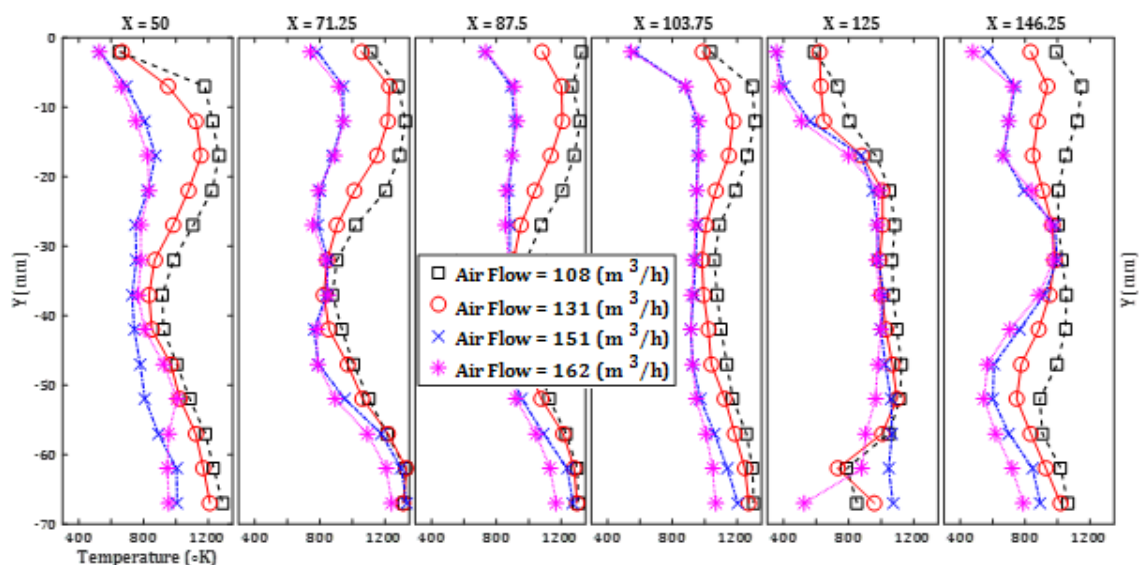 X = 50 X = 71.25 X = 87.5 X = 103.75 X = 125 X = 146.25
0
-10
-20
-30
-40
-50
-60
-70
Y (mm)
Y (mm)
Air Flow = 108 (m ³/h)
Air Flow = 131 (m ³/h)
Air Flow = 151 (m ³/h)
Air Flow = 162 (m ³/h)
400 800 1200 400 800 1200 400 800 1200 400 800 1200 400 800 1200 400 800 1200
Temperature (∘K)